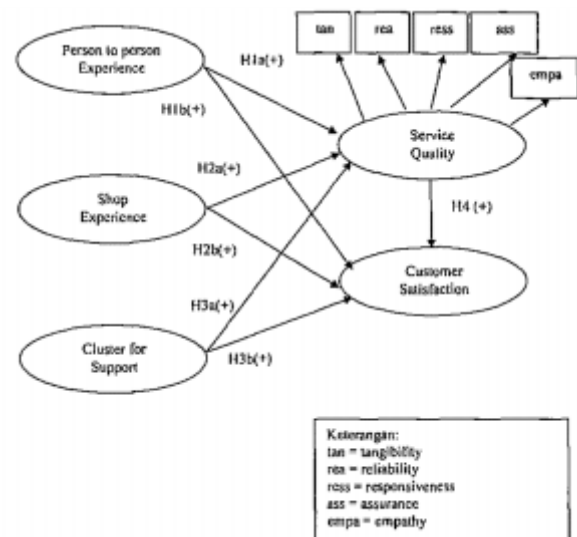 tan
rea
ress
ass
empa
Person to person
Experience
H1a(+)
H1b(+)
Service
Quality
H2a(+)
Shop
Experience
H4 (+)
H2b(+)
Customer
Satisfaction
H3a(+)
Cluster for
Support
H3b(+)
Keterangan:
tan = tangibility
rea = reliability
ress = responsiveness
ass = assurance
empa = empathy